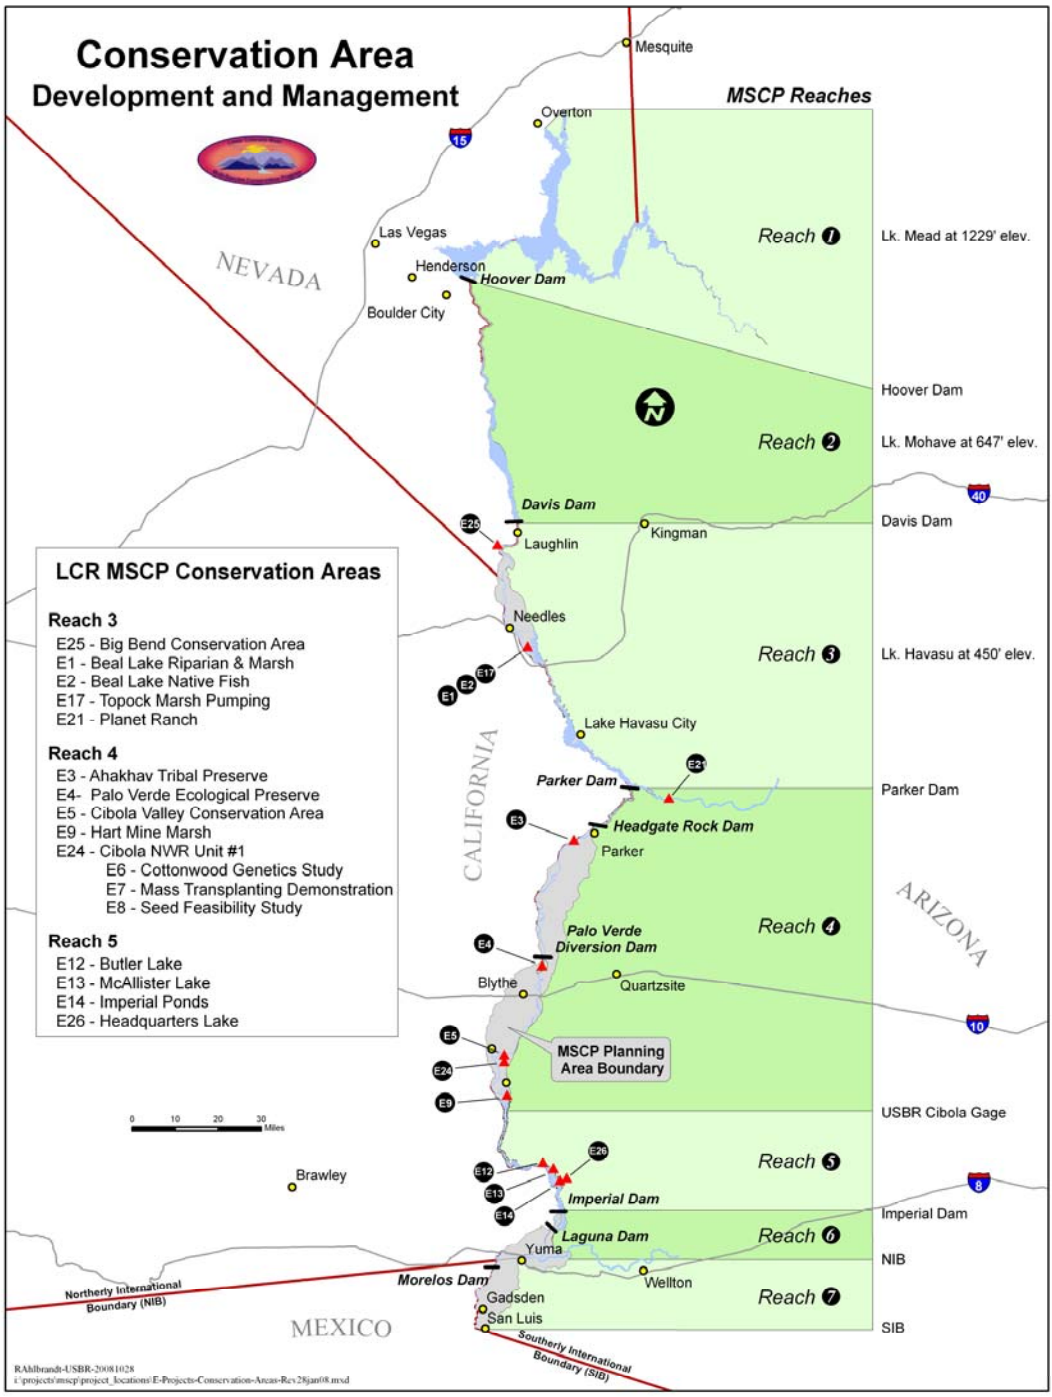 Conservation Area
Development and Management
Mesquite
MSCP Reaches
Overton
15
Las Vegas
NEVADA
Henderson
Hoover Dam
Boulder City
Reach 1
Lk. Mead at 1229' elev.
Hoover Dam
N
Reach 2
Lk. Mohave at 647' elev.
40
Davis Dam
E25
Laughlin
Kingman
Davis Dam
LCR MSCP Conservation Areas
Reach 3
E25 - Big Bend Conservation Area
E1 - Beal Lake Riparian & Marsh
E2 - Beal Lake Native Fish
E17 - Topock Marsh Pumping
E21 - Planet Ranch
Reach 4
E3 - Ahakhav Tribal Preserve
E4- Palo Verde Ecological Preserve
E5 - Cibola Valley Conservation Area
E9 - Hart Mine Marsh
E24 - Cibola NWR Unit #1
E6 - Cottonwood Genetics Study
E7 - Mass Transplanting Demonstration
E8 - Seed Feasibility Study
Reach 5
E12 - Butler Lake
E13 - McAllister Lake
E14 - Imperial Ponds
E26 - Headquarters Lake
Needles
E17
E2
E1
Reach 3
Lk. Havasu at 450' elev.
Lake Havasu City
CALIFORNIA
E21
Parker Dam
Parker Dam
E3
Headgate Rock Dam
Parker
ARIZONA
Reach 4
Palo Verde
Diversion Dam
E4
Blythe
Quartzsite
10
E5
MSCP Planning
Area Boundary
E24
E9
USBR Cibola Gage
0 10 20 30
Miles
Brawley
E26
E12
E13
E14
Reach 5
8
Imperial Dam
Imperial Dam
Laguna Dam
Reach 6
Yuma
NIB
Morelos Dam
Wellton
Northerly International
Boundary (NIB)
Gadsden
San Luis
Reach 7
SIB
MEXICO
Southerly International
Boundary (SIB)
RAhlbrandt-USBR-20081028
i:\projects\mscp\project_locations\E-Projects-Conservation-Areas-Rev28jan08.mxd